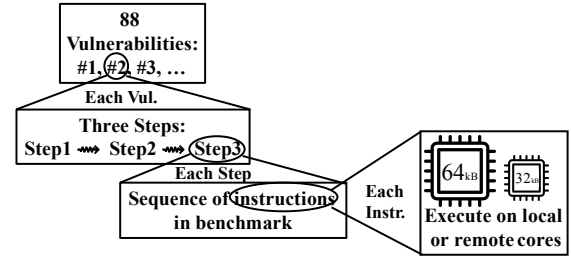 88
Vulnerabilities:
#1, #2, #3, …
Each Vul.
Three Steps:
Step1 Step2 Step3
Each Step
Sequence of instructions
in benchmark
Each
Instr.
64kB
32kB
Execute on local
or remote cores